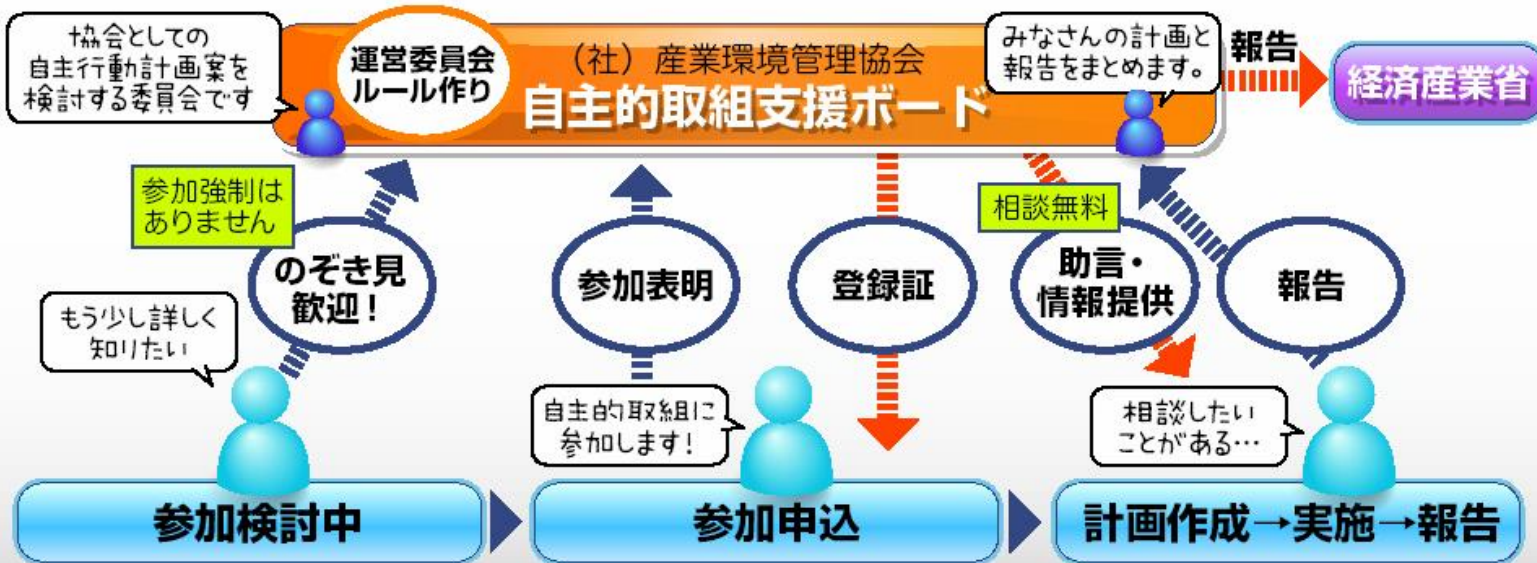 協会としての
自主行動計画案を
検討する委員会です
運営委員会
ルール作り
（社）産業環境管理協会
自主的取組支援ボード
みなさんの計画と
報告をまとめます。
報告
経済産業省
参加強制は
ありません
のぞき見
歓迎！
参加表明
登録証
相談無料
助言・
情報提供
報告
もう少し詳しく
知りたい
自主的取組に
参加します！
相談したい
ことがある…
参加検討中
参加申込
計画作成→実施→報告